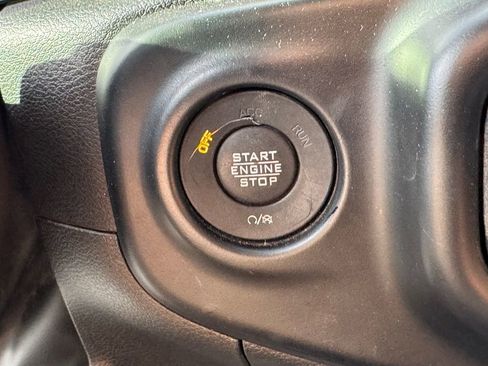 OFF
ACC
RUN
START
ENGINE
STOP